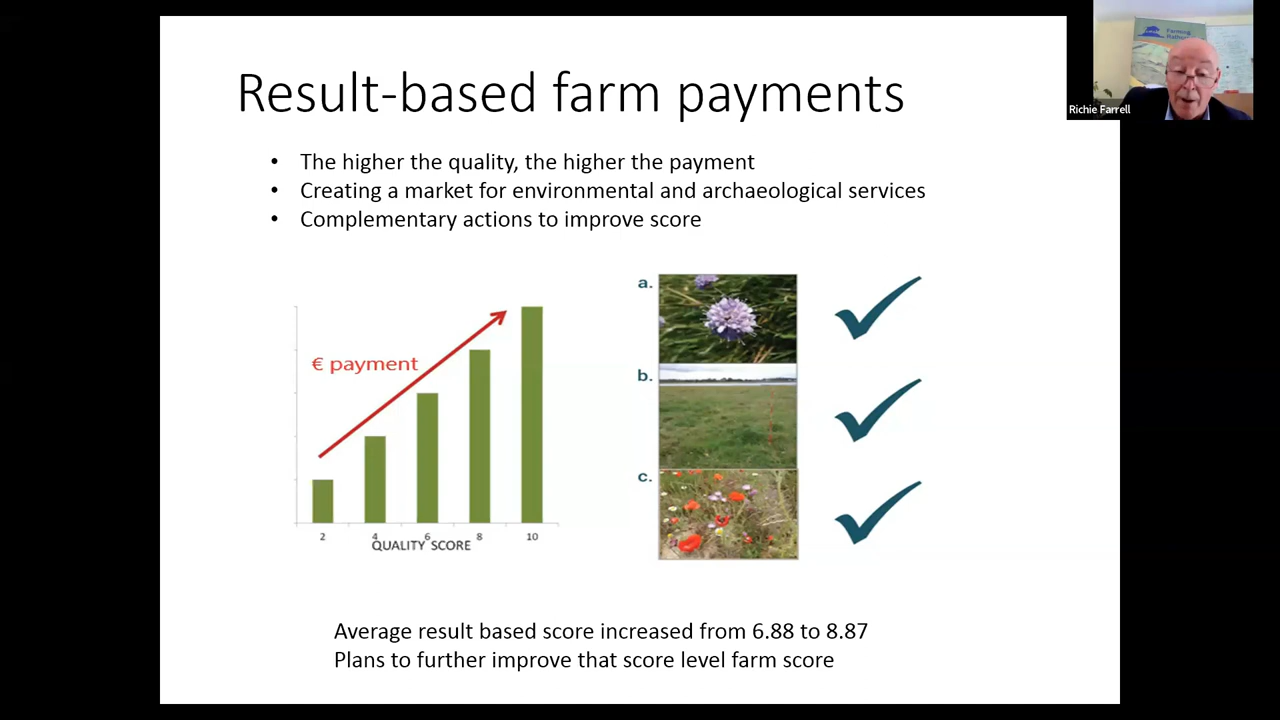 Result-based farm payments
• The higher the quality, the higher the payment
• Creating a market for environmental and archaeological services
• Complementary actions to improve score
€ payment
2 4 6 8 10
QUALITY SCORE
a.
b.
c.
Average result based score increased from 6.88 to 8.87
Plans to further improve that score level farm score
Farming
Richie Farrell